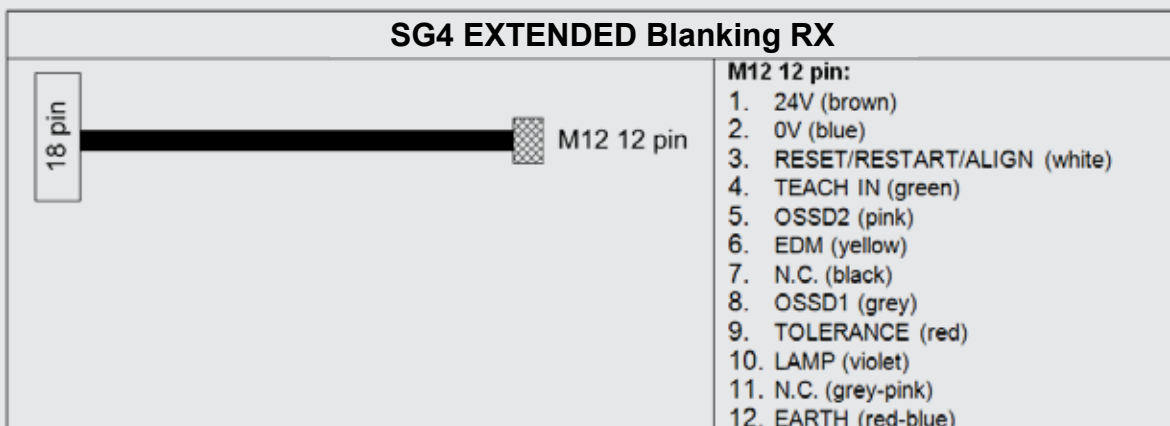 SG4 EXTENDED Blanking RX
18 pin
M12 12 pin
M12 12 pin:
1. 24V (brown)
2. 0V (blue)
3. RESET/RESTART/ALIGN (white)
4. TEACH IN (green)
5. OSSD2 (pink)
6. EDM (yellow)
7. N.C. (black)
8. OSSD1 (grey)
9. TOLERANCE (red)
10. LAMP (violet)
11. N.C. (grey-pink)
12. EARTH (red-blue)